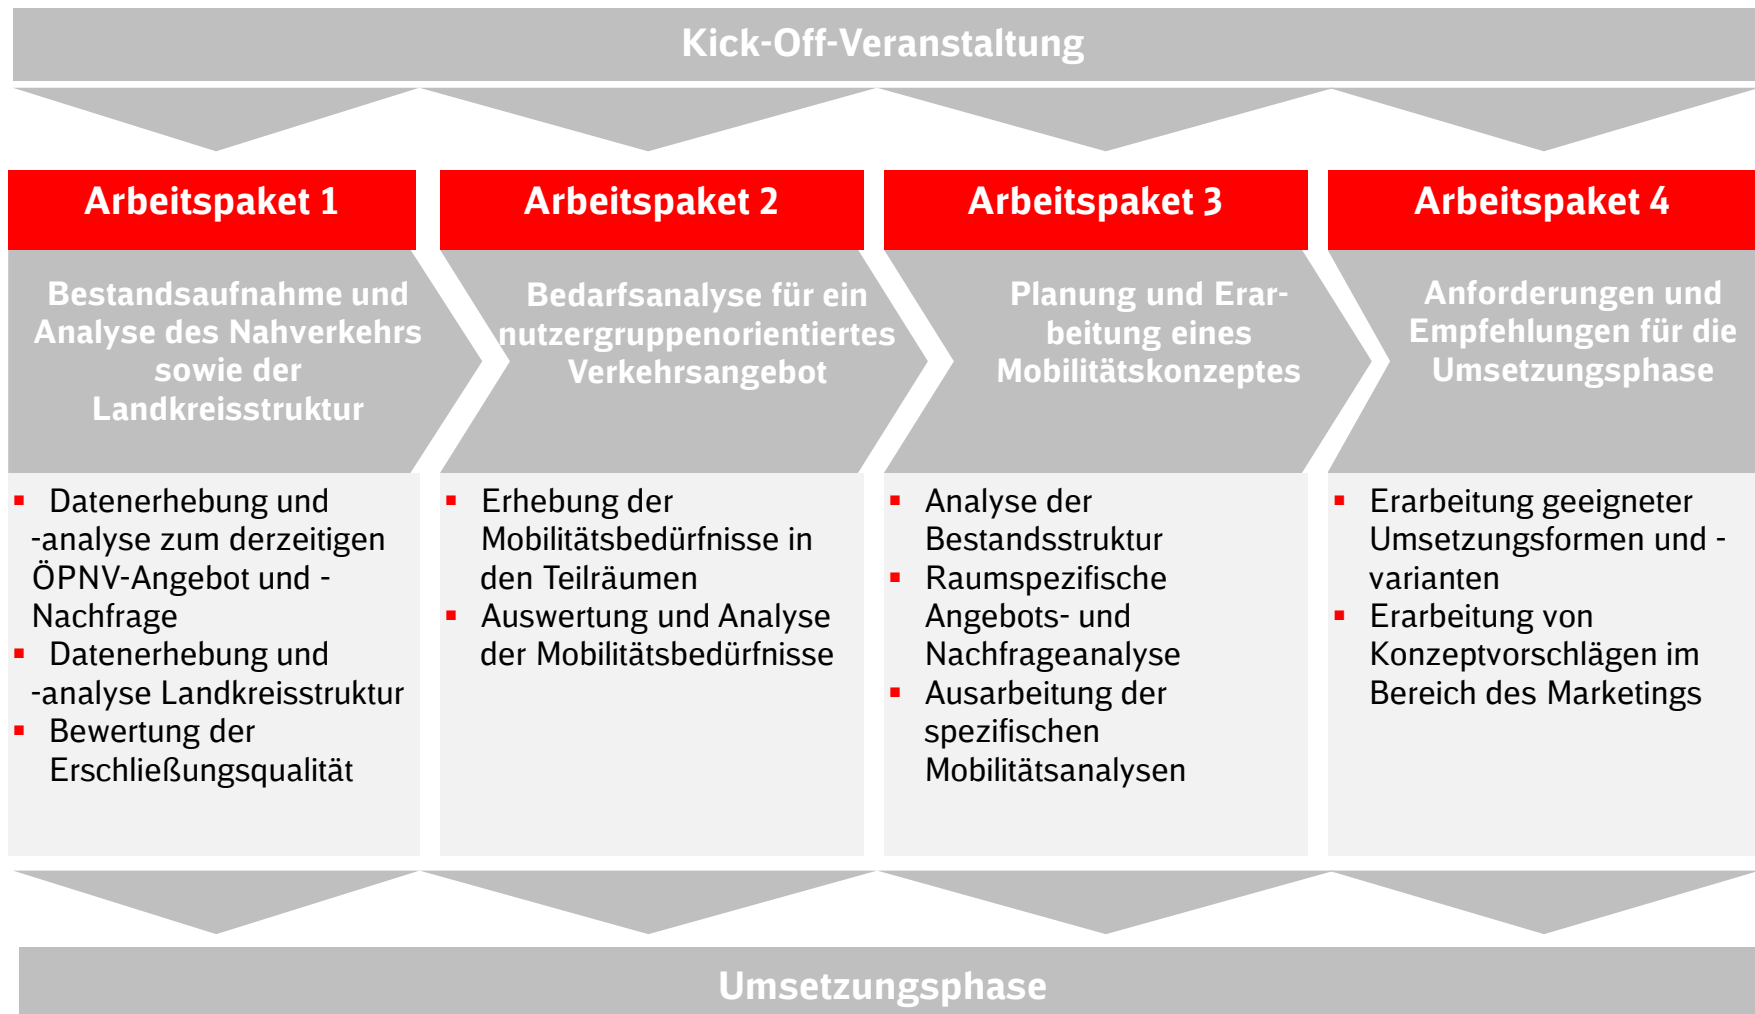 Kick-Off-Veranstaltung
Arbeitspaket 1
Bestandsaufnahme und
Analyse des Nahverkehrs
sowie der
Landkreisstruktur
▪ Datenerhebung und
-analyse zum derzeitigen
ÖPNV-Angebot und -
Nachfrage
▪ Datenerhebung und
-analyse Landkreisstruktur
▪ Bewertung der
Erschließungsqualität
Arbeitspaket 2
Bedarfsanalyse für ein
nutzergruppenorientiertes
Verkehrsangebot
▪ Erhebung der
Mobilitätsbedürfnisse in
den Teilräumen
▪ Auswertung und Analyse
der Mobilitätsbedürfnisse
Arbeitspaket 3
Planung und Erar-
beitung eines
Mobilitätskonzeptes
▪ Analyse der
Bestandsstruktur
▪ Raumspezifische
Angebots- und
Nachfrageanalyse
▪ Ausarbeitung der
spezifischen
Mobilitätsanalysen
Arbeitspaket 4
Anforderungen und
Empfehlungen für die
Umsetzungsphase
▪ Erarbeitung geeigneter
Umsetzungsformen und -
varianten
▪ Erarbeitung von
Konzeptvorschlägen im
Bereich des Marketings
Umsetzungsphase